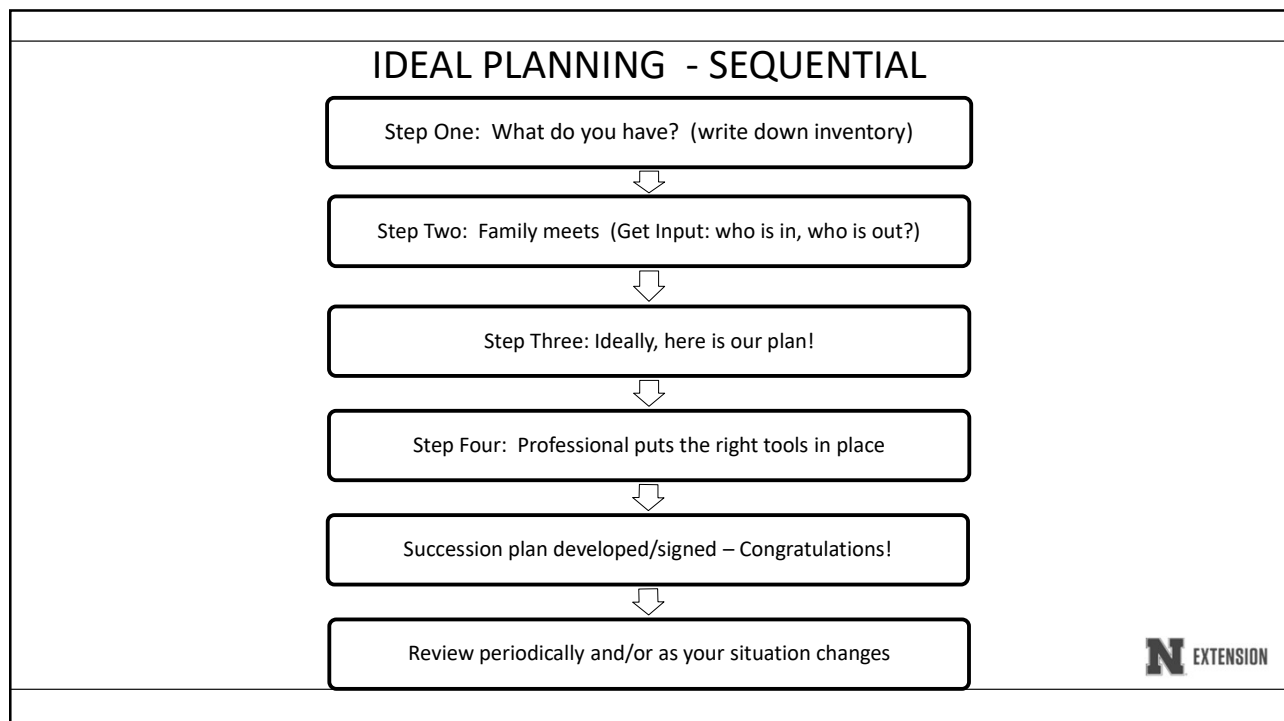 IDEAL PLANNING - SEQUENTIAL
Step One: What do you have? (write down inventory)
Step Two: Family meets (Get Input: who is in, who is out?)
Step Three: Ideally, here is our plan!
Step Four: Professional puts the right tools in place
Succession plan developed/signed – Congratulations!
Review periodically and/or as your situation changes
N EXTENSION